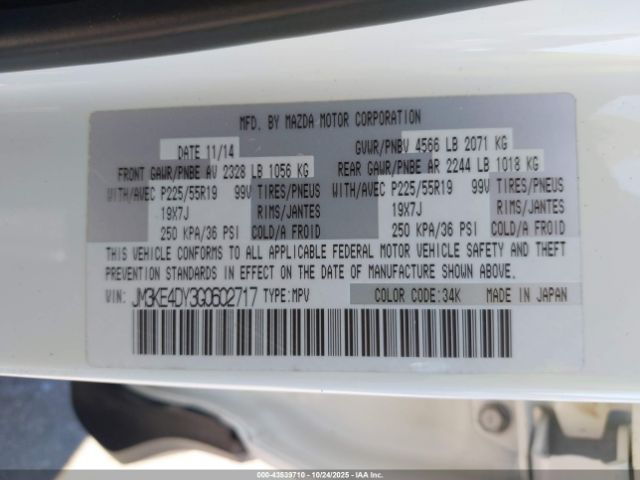 MFD. BY MAZDA MOTOR CORPORATION
DATE 11/14 GVWR/PNBV 4566 LB 2071 KG
FRONT GAWR/PNBE AV 2328 LB 1056 KG REAR GAWR/PNBE AR 2244 LB 1018 KG
WITH/AVEC P225/55R19 99V TIRES/PNEUS WITH/AVEC P225/55R19 99V TIRES/PNEUS
19X7J RIMS/JANTES 19X7J RIMS/JANTES
250 KPA/36 PSI COLD/A FROID 250 KPA/36 PSI COLD/A FROID
THIS VEHICLE CONFORMS TO ALL APPLICABLE FEDERAL MOTOR VEHICLE SAFETY AND THEFT
PREVENTION STANDARDS IN EFFECT ON THE DATE OF MANUFACTURE SHOWN ABOVE.
VIN: JM3KE4DY3G0602717 TYPE: MPV COLOR CODE: 34K MADE IN JAPAN
000-43539710 - 10/24/2025 - IAAI.COM